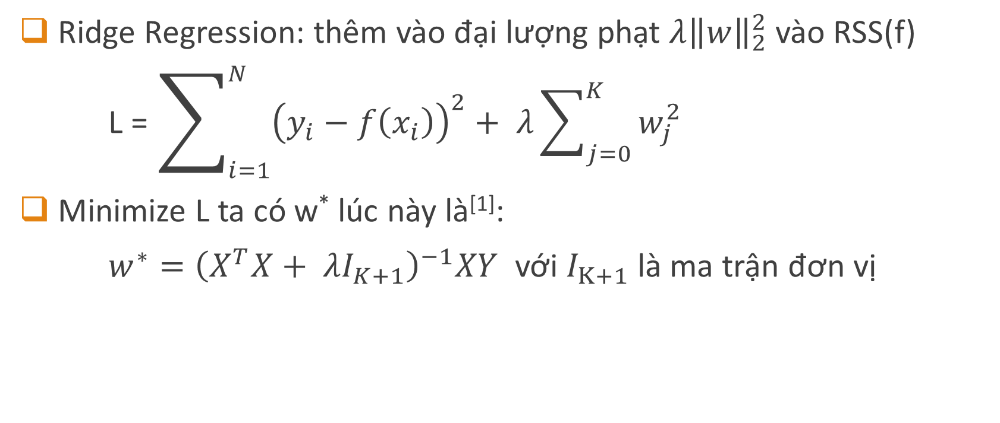 Ridge Regression: thêm vào đại lượng phạt $\lambda \|w\|_2^2$ vào RSS(f)
L = $\sum_{i=1}^{N} \left(y_i - f(x_i)\right)^2 + \lambda \sum_{j=0}^{K} w_j^2$
Minimize L ta có w$^*$ lúc này là$^{[1]}$:
$w^* = (X^T X + \lambda I_{K+1})^{-1} XY$ với $I_{\mathrm{K}+1}$ là ma trận đơn vị